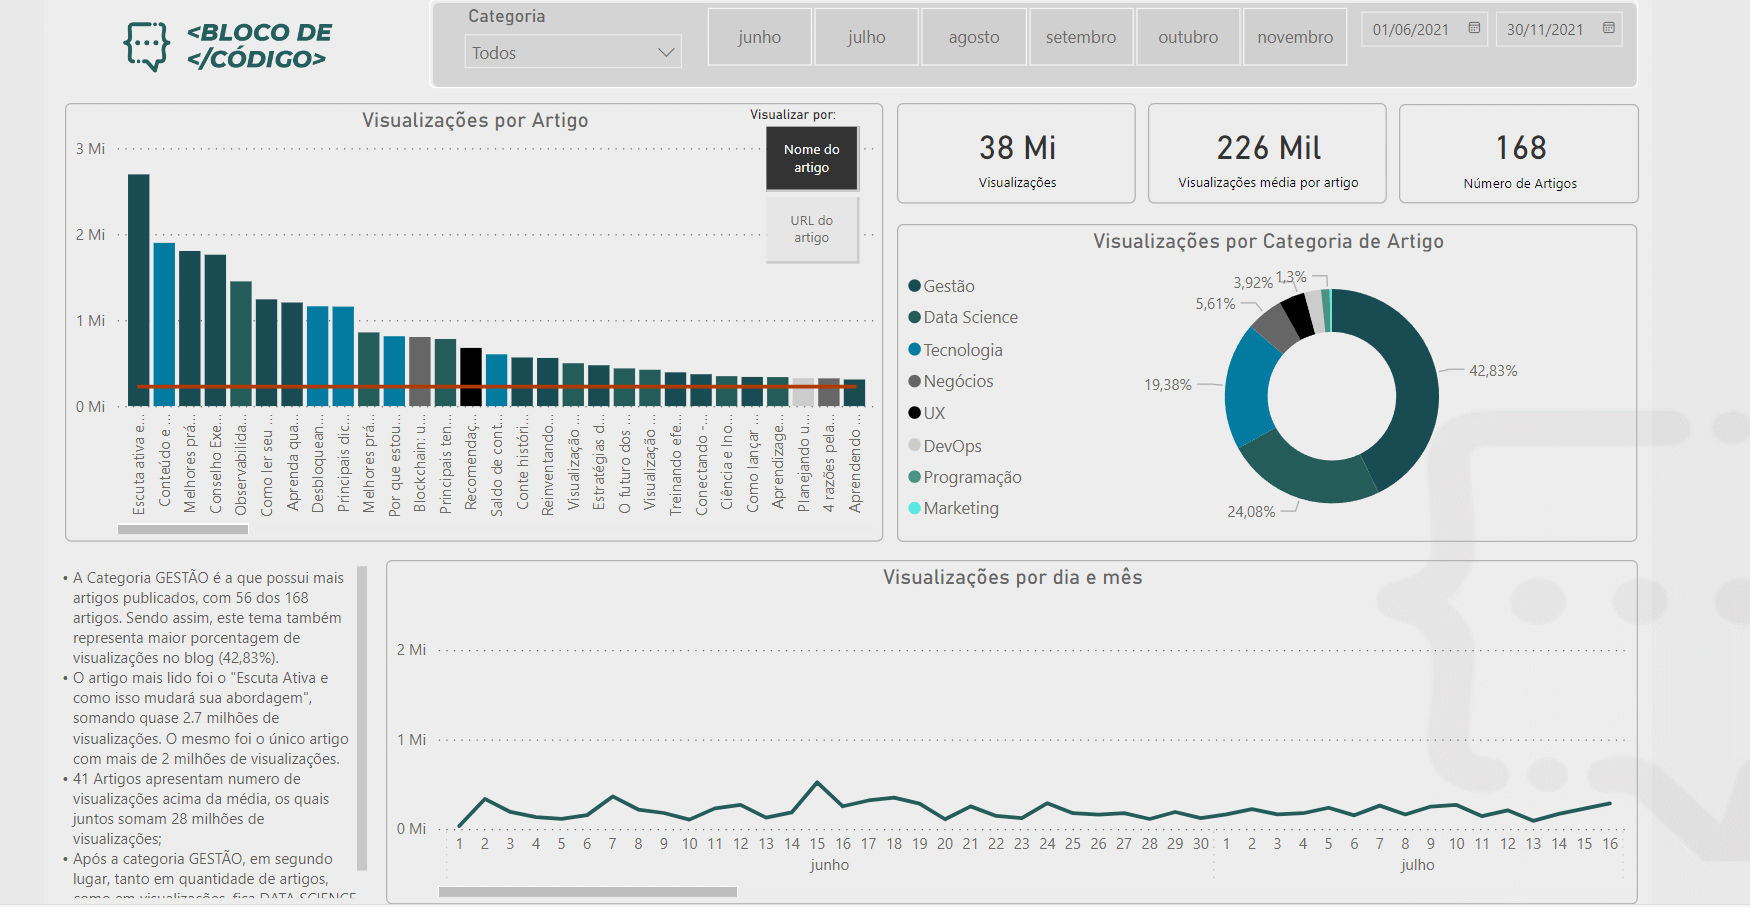 <BLOCO DE
</CÓDIGO>
Categoria
Todos
junho
julho
agosto
setembro
outubro
novembro
01/06/2021
30/11/2021
Visualizações por Artigo
Visualizar por:
Nome do
artigo
URL do
artigo
3 Mi
2 Mi
1 Mi
0 Mi
Escuta ativa e...
Conteúdo e ...
Melhores prá...
Conselho Exe...
Observabilida...
Como ler seu ...
Aprenda qua...
Desbloquean...
Principais dic...
Melhores prá...
Por que estou...
Blockchain: u...
Principais ten...
Recomendaç...
Saldo de cont...
Conte históri...
Reinventando...
Visualização ...
Estratégias d...
O futuro dos ...
Visualização ...
Treinando efe...
Conectando -...
Ciência e Ino...
Como lançar ...
Aprendizage...
Planejando u...
4 razões pela...
Aprendendo ...
38 Mi
Visualizações
226 Mil
Visualizações média por artigo
168
Número de Artigos
Visualizações por Categoria de Artigo
Gestão
Data Science
Tecnologia
Negócios
UX
DevOps
Programação
Marketing
1,3%
3,92%
5,61%
19,38%
24,08%
42,83%
• A Categoria GESTÃO é a que possui mais
artigos publicados, com 56 dos 168
artigos. Sendo assim, este tema também
representa maior porcentagem de
visualizações no blog (42,83%).
• O artigo mais lido foi o "Escuta Ativa e
como isso mudará sua abordagem",
somando quase 2.7 milhões de
visualizações. O mesmo foi o único artigo
com mais de 2 milhões de visualizações.
• 41 Artigos apresentam numero de
visualizações acima da média, os quais
juntos somam 28 milhões de
visualizações;
• Após a categoria GESTÃO, em segundo
lugar, tanto em quantidade de artigos,
como em visualizações, fica DATA SCIENCE
Visualizações por dia e mês
2 Mi
1 Mi
0 Mi
1 2 3 4 5 6 7 8 9 10 11 12 13 14 15 16 17 18 19 20 21 22 23 24 25 26 27 28 29 30 1 2 3 4 5 6 7 8 9 10 11 12 13 14 15 16
junho
julho